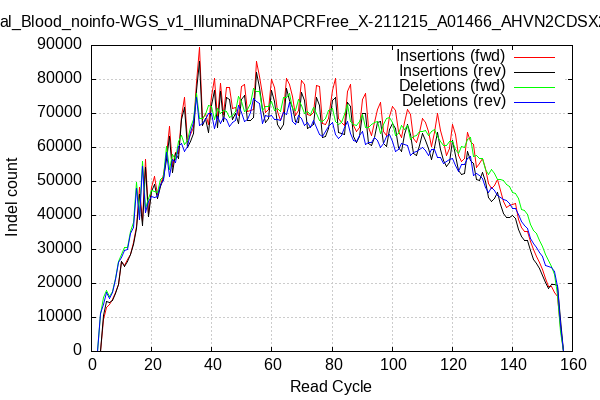 al_Blood_noinfo-WGS_v1_IlluminaDNAPCRFree_X-211215_A01466_AHVN2CDSX
Insertions (fwd)
Insertions (rev)
Deletions (fwd)
Deletions (rev)
90000
80000
70000
60000
50000
40000
30000
20000
10000
0
Indel count
0 20 40 60 80 100 120 140 160
Read Cycle